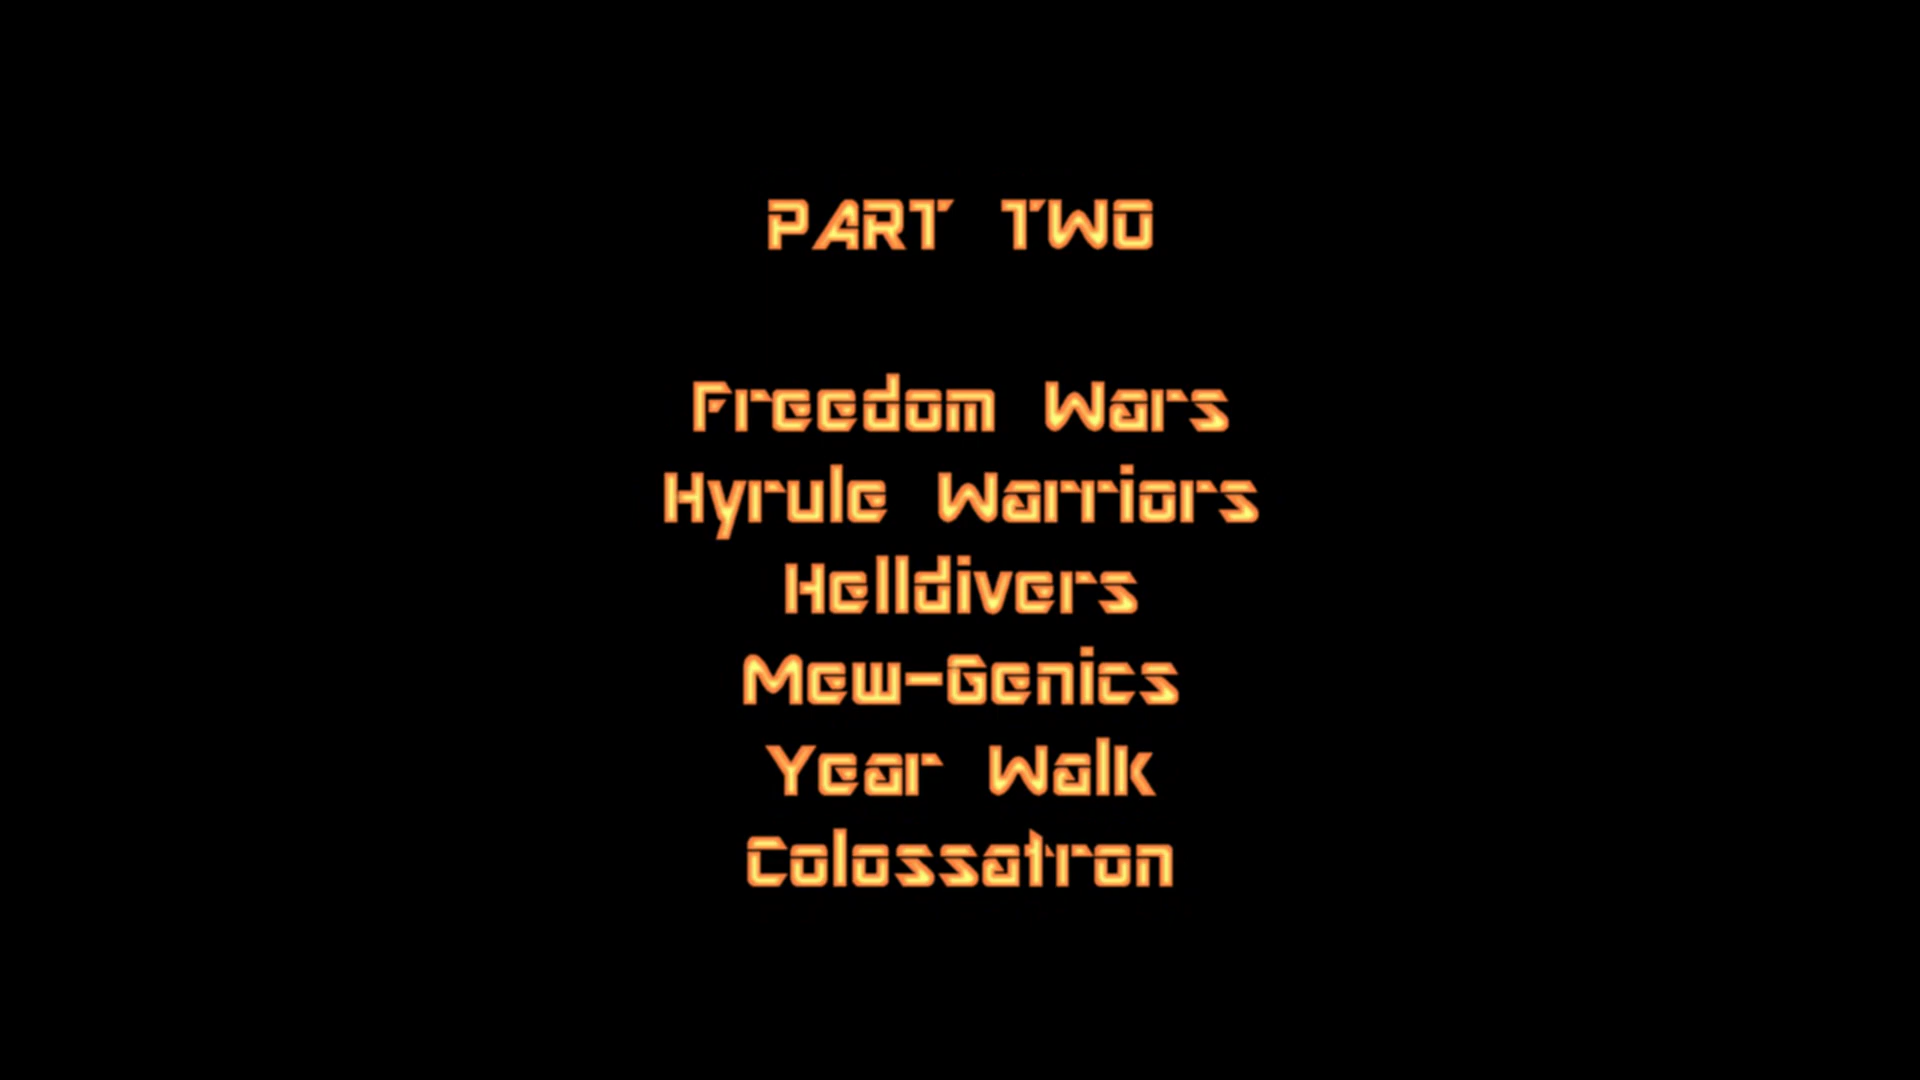 PART TWO
Freedom Wars
Hyrule Warriors
Helldivers
Mew-Genics
Year Walk
Colossatron